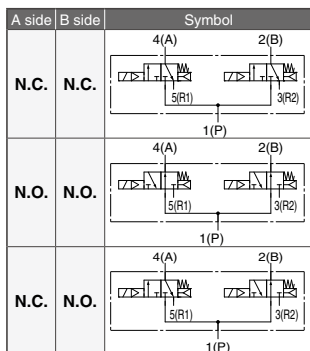 A side B side Symbol
4(A) 2(B)
N.C. N.C.
5(R1) 3(R2)
1(P)
4(A) 2(B)
N.O. N.O.
5(R1) 3(R2)
1(P)
4(A) 2(B)
N.C. N.O.
5(R1) 3(R2)
1(P)